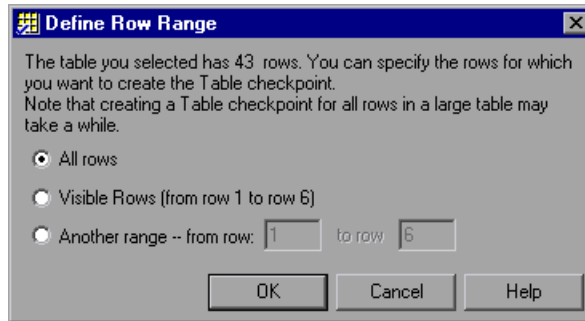 Define Row Range
The table you selected has 43 rows. You can specify the rows for which
you want to create the Table checkpoint.
Note that creating a Table checkpoint for all rows in a large table may
take a while.
All rows
Visible Rows (from row 1 to row 6)
Another range -- from row: 1 to row 6
OK Cancel Help